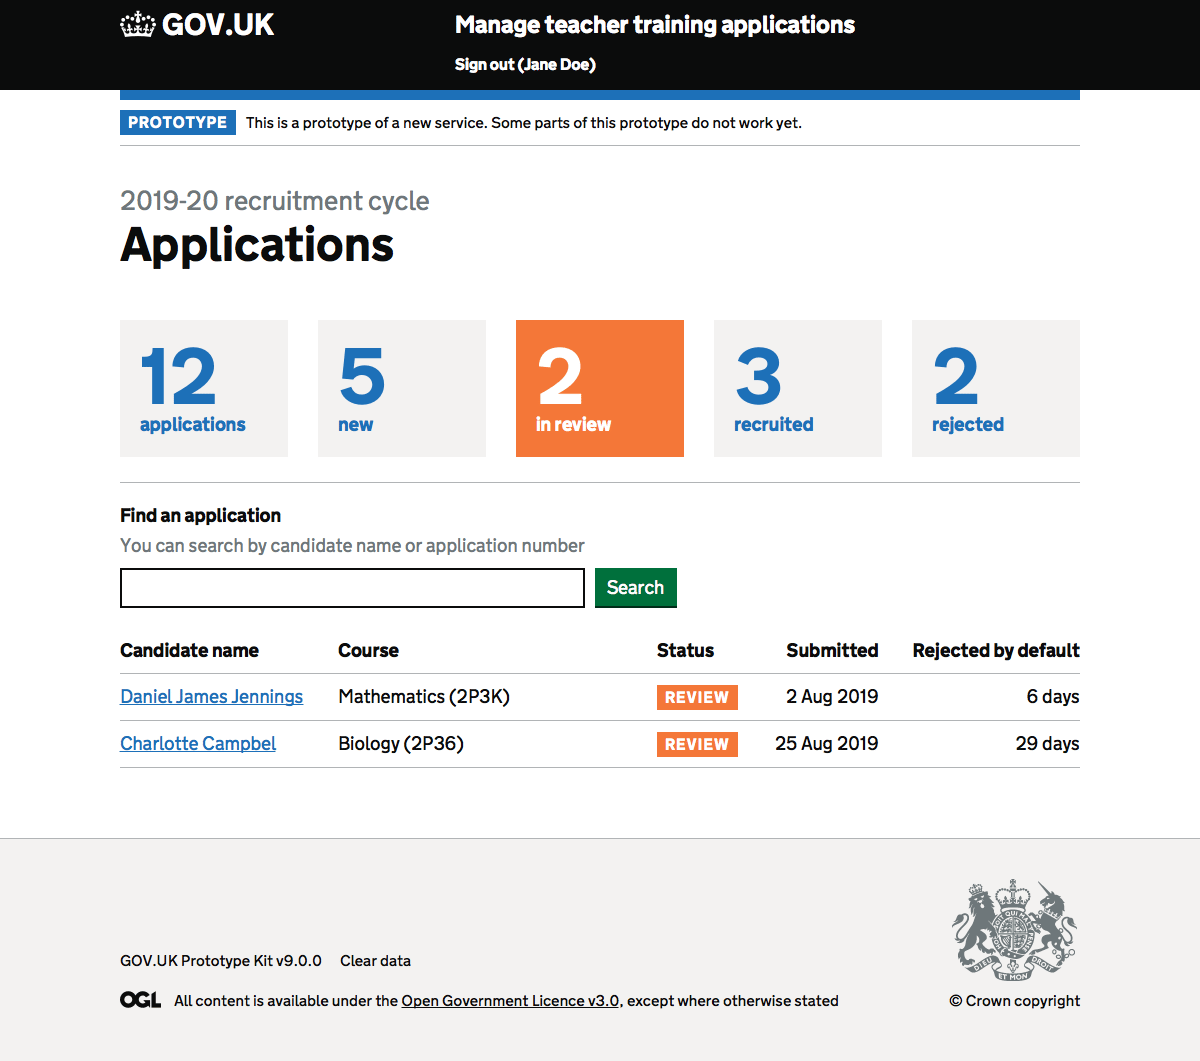 GOV.UK
Manage teacher training applications
Sign out (Jane Doe)
PROTOTYPE This is a prototype of a new service. Some parts of this prototype do not work yet.
2019-20 recruitment cycle
Applications
12 5 2 3 2
applications new in review recruited rejected
Find an application
You can search by candidate name or application number
Search
Candidate name Course Status Submitted Rejected by default
Daniel James Jennings Mathematics (2P3K) REVIEW 2 Aug 2019 6 days
Charlotte Campbel Biology (2P36) REVIEW 25 Aug 2019 29 days
DIEU ET MON DROIT
GOV.UK Prototype Kit v9.0.0 Clear data
OGL All content is available under the Open Government Licence v3.0, except where otherwise stated
© Crown copyright